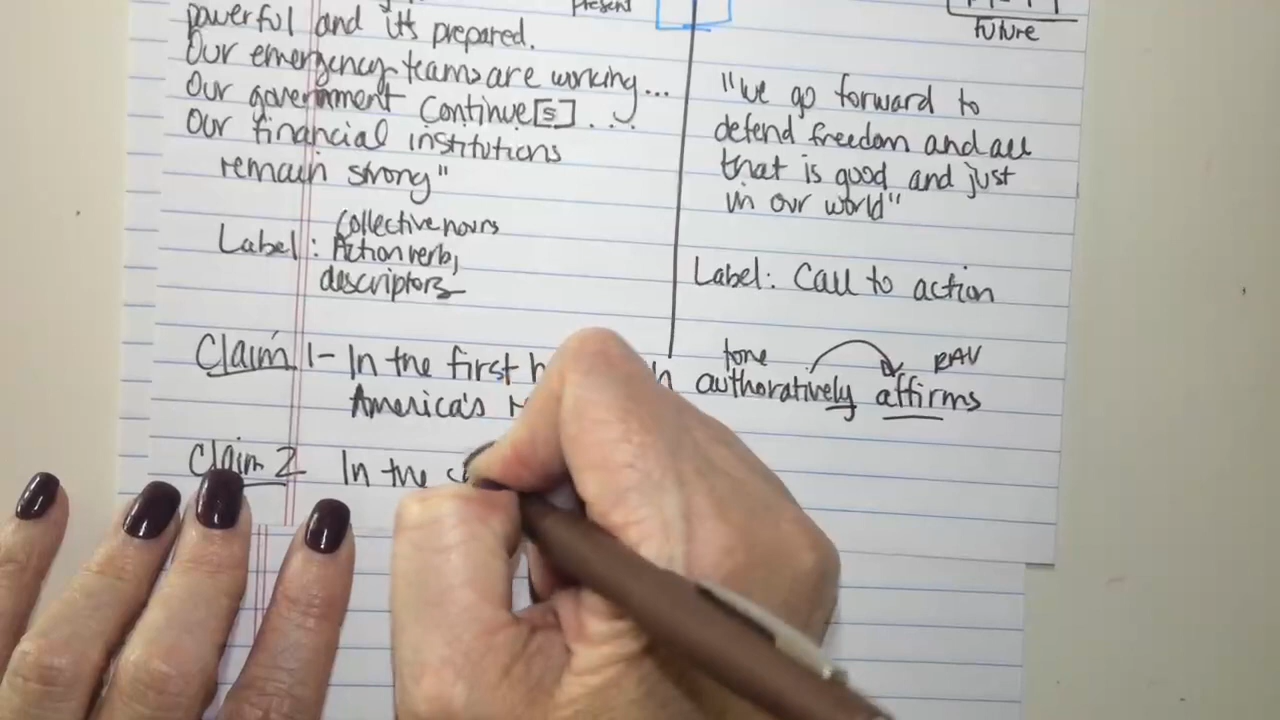 present
powerful and its prepared.
Our emergency teams are working...
Our government continue[s]...
Our financial institutions
remain strong"
Label: Collective nouns
Action verb,
descriptors
future
"we go forward to
defend freedom and all
that is good and just
in our world"
Label: Call to action
Claim 1- In the first
tone
RAV
authoratively affirms
America's
Claim 2 In the